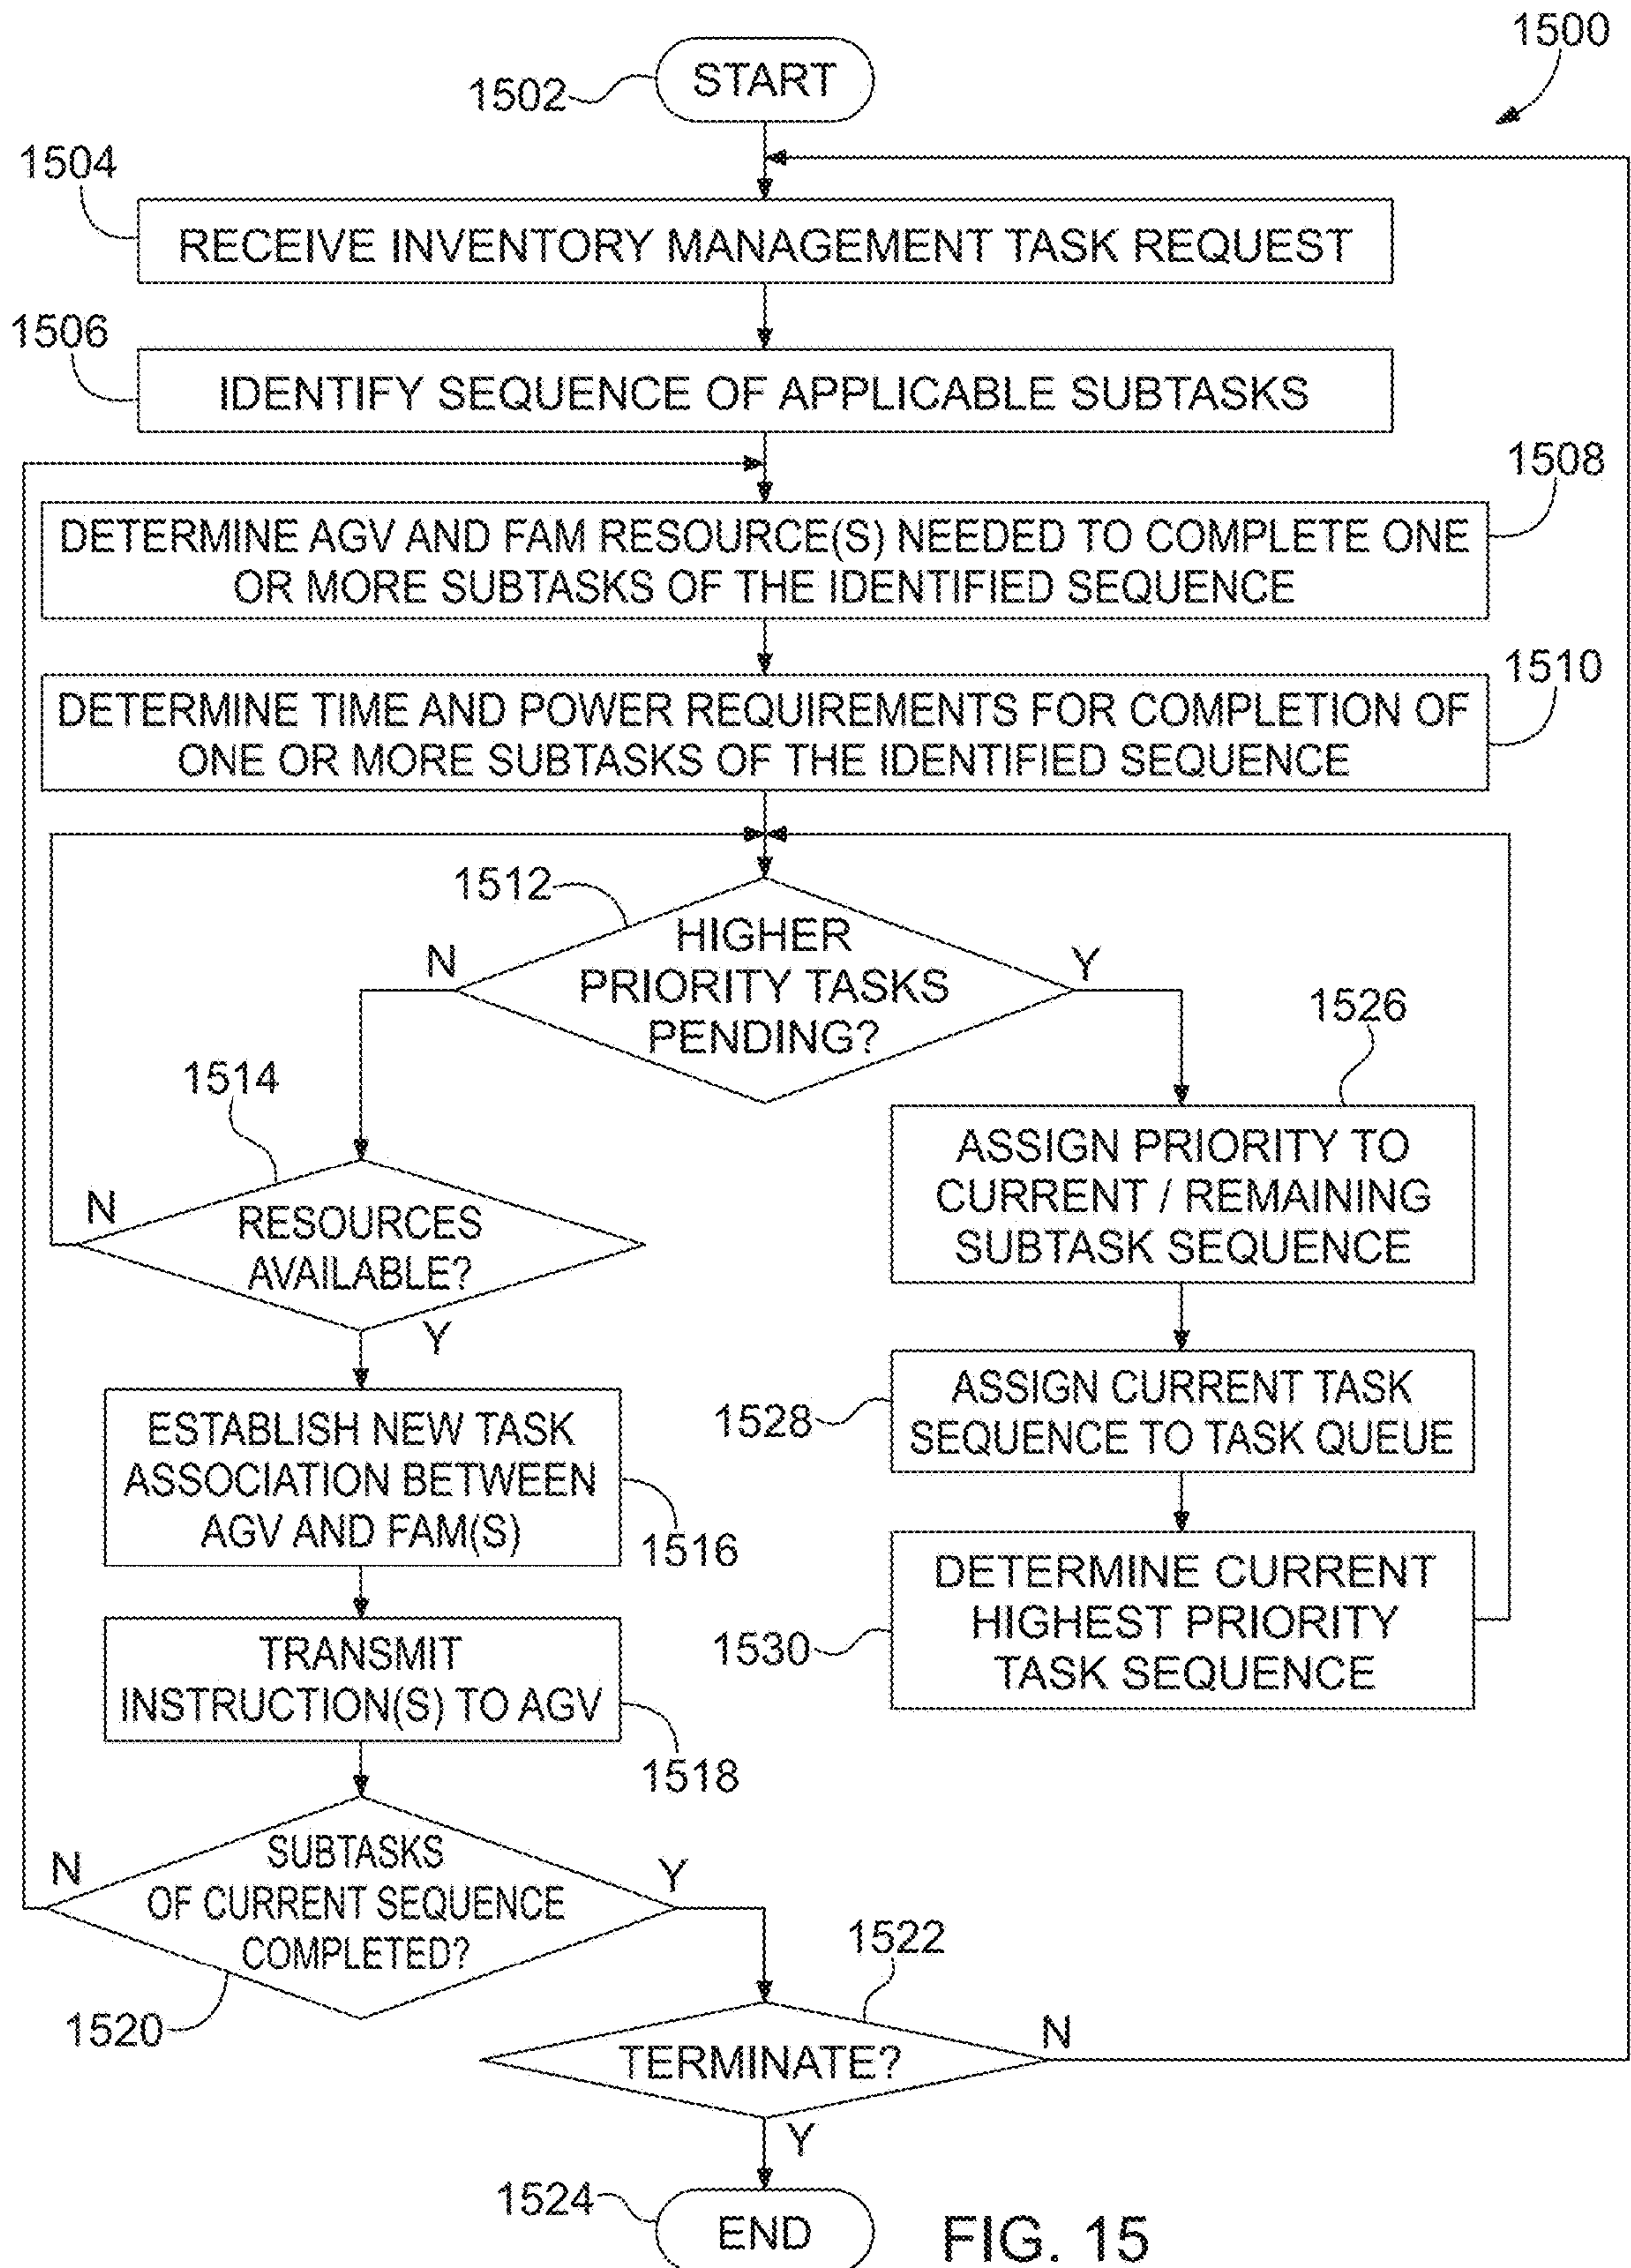 1500
1502
START
1504
RECEIVE INVENTORY MANAGEMENT TASK REQUEST
1506
IDENTIFY SEQUENCE OF APPLICABLE SUBTASKS
1508
DETERMINE AGV AND FAM RESOURCE(S) NEEDED TO COMPLETE ONE
OR MORE SUBTASKS OF THE IDENTIFIED SEQUENCE
1510
DETERMINE TIME AND POWER REQUIREMENTS FOR COMPLETION OF
ONE OR MORE SUBTASKS OF THE IDENTIFIED SEQUENCE
1512
HIGHER
PRIORITY TASKS
PENDING?
N
Y
1514
RESOURCES
AVAILABLE?
N
Y
ESTABLISH NEW TASK
ASSOCIATION BETWEEN
AGV AND FAM(S)
1516
TRANSMIT
INSTRUCTION(S) TO AGV
1518
1526
ASSIGN PRIORITY TO
CURRENT / REMAINING
SUBTASK SEQUENCE
1528
ASSIGN CURRENT TASK
SEQUENCE TO TASK QUEUE
1530
DETERMINE CURRENT
HIGHEST PRIORITY
TASK SEQUENCE
N
SUBTASKS
OF CURRENT SEQUENCE
COMPLETED?
Y
1520
1522
TERMINATE?
N
Y
1524
END
FIG. 15